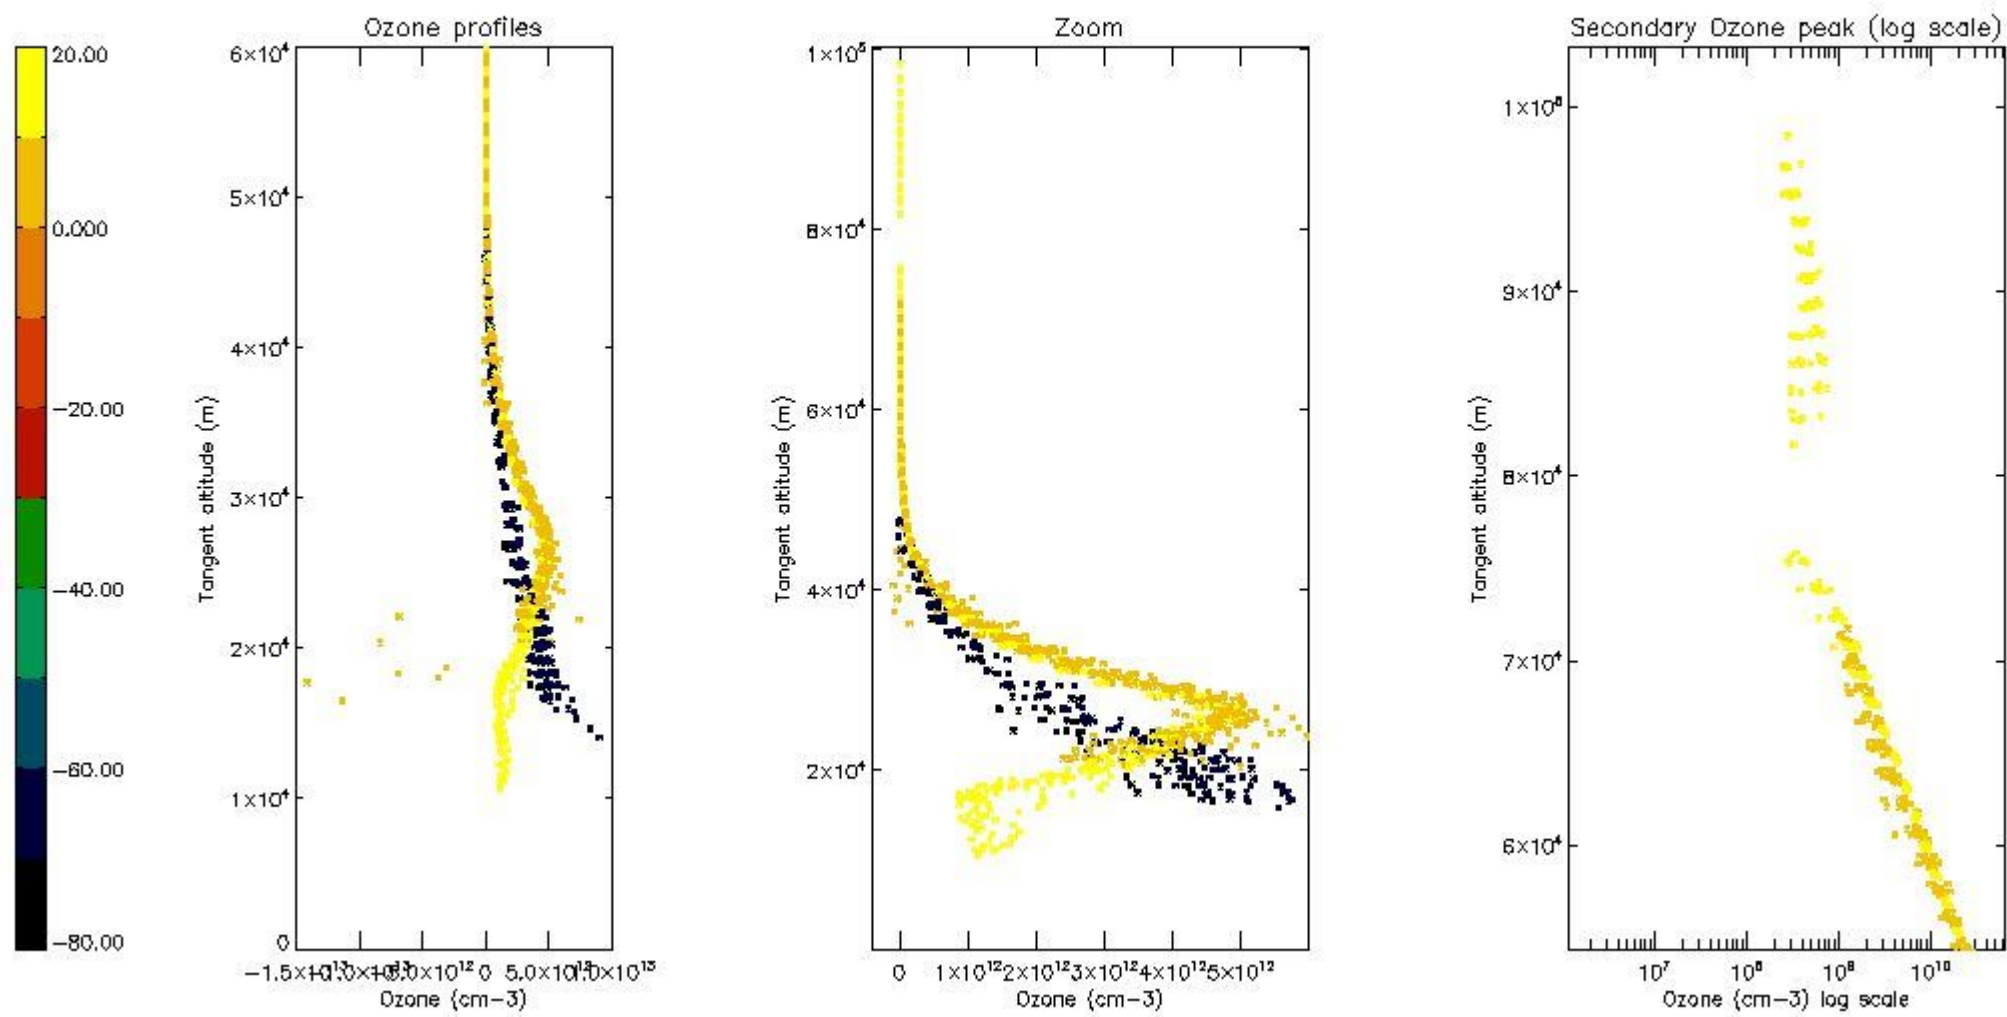 Ozone profiles
Zoom
Secondary Ozone peak (log scale)
20.00
0.000
−20.00
−40.00
−60.00
−80.00
6×10⁴
5×10⁴
4×10⁴
3×10⁴
2×10⁴
1×10⁴
0
Tangent altitude (m)
0
Ozone (cm−3)
1×10⁵
8×10⁴
6×10⁴
4×10⁴
2×10⁴
Tangent altitude (m)
0 1×10¹² 2×10¹² 3×10¹² 4×10¹² 5×10¹²
Ozone (cm−3)
9×10⁴
8×10⁴
7×10⁴
6×10⁴
Tangent altitude (m)
10⁷ 10⁸ 10⁹ 10¹⁰
Ozone (cm−3) log scale